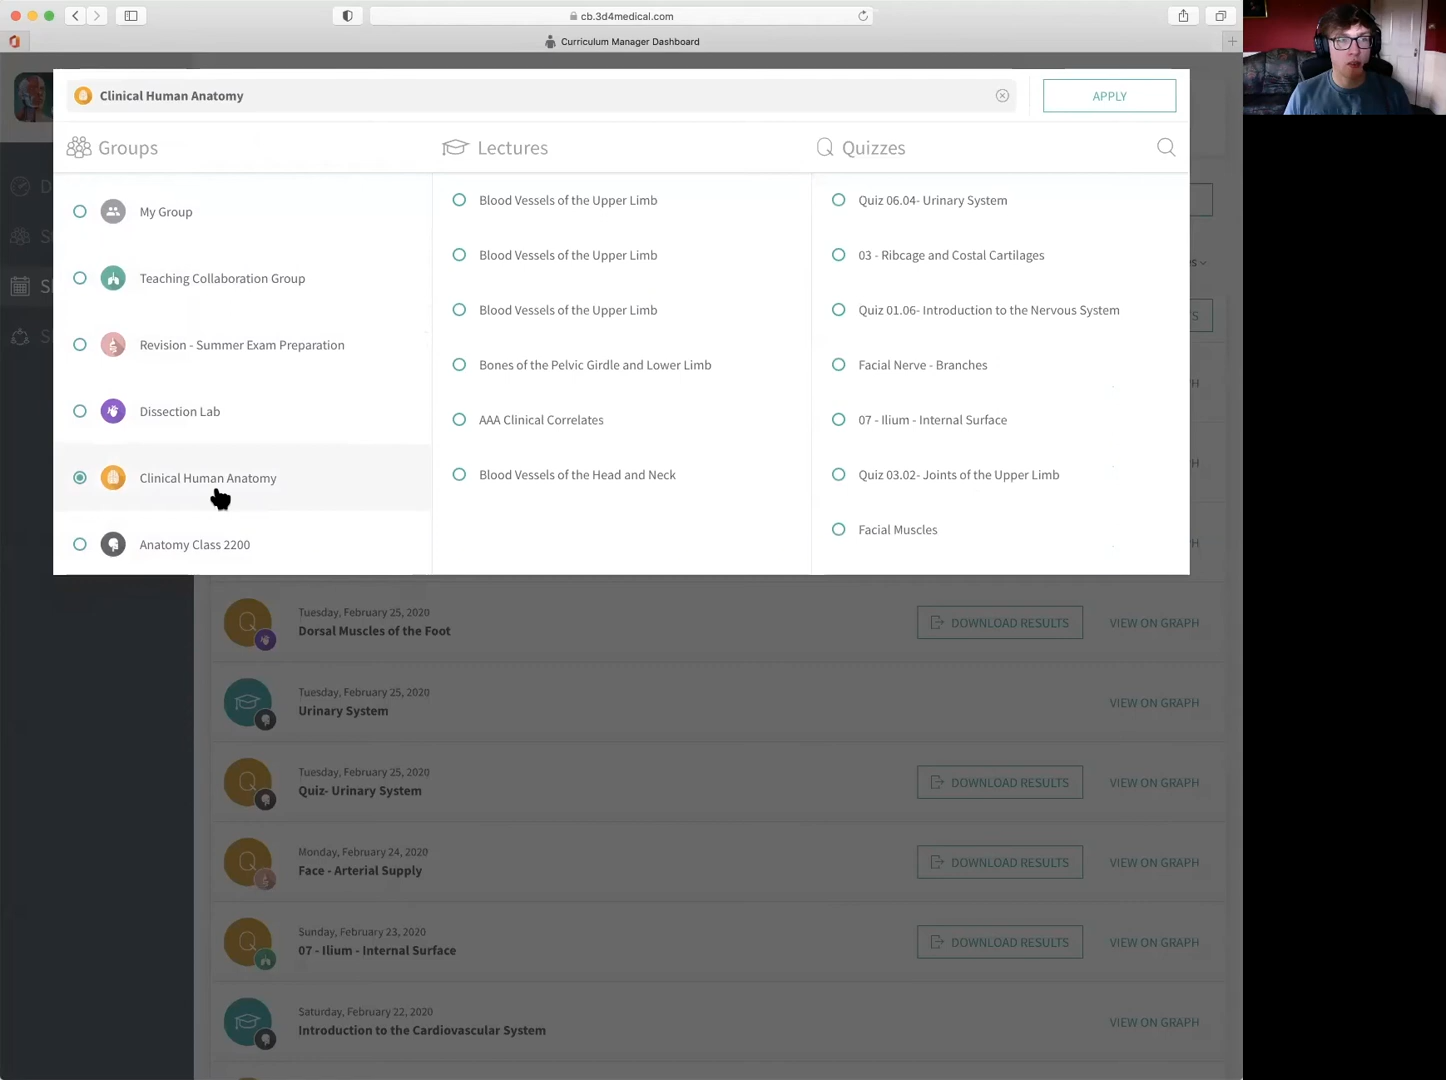 cb.3d4medical.com
Curriculum Manager Dashboard
Clinical Human Anatomy
APPLY
Groups
Lectures
Quizzes
My Group
Teaching Collaboration Group
Revision - Summer Exam Preparation
Dissection Lab
Clinical Human Anatomy
Anatomy Class 2200
Blood Vessels of the Upper Limb
Blood Vessels of the Upper Limb
Blood Vessels of the Upper Limb
Bones of the Pelvic Girdle and Lower Limb
AAA Clinical Correlates
Blood Vessels of the Head and Neck
Quiz 06.04- Urinary System
03 - Ribcage and Costal Cartilages
Quiz 01.06- Introduction to the Nervous System
Facial Nerve - Branches
07 - Ilium - Internal Surface
Quiz 03.02- Joints of the Upper Limb
Facial Muscles
Tuesday, February 25, 2020
Dorsal Muscles of the Foot
DOWNLOAD RESULTS
VIEW ON GRAPH
Tuesday, February 25, 2020
Urinary System
VIEW ON GRAPH
Tuesday, February 25, 2020
Quiz- Urinary System
DOWNLOAD RESULTS
VIEW ON GRAPH
Monday, February 24, 2020
Face - Arterial Supply
DOWNLOAD RESULTS
VIEW ON GRAPH
Sunday, February 23, 2020
07 - Ilium - Internal Surface
DOWNLOAD RESULTS
VIEW ON GRAPH
Saturday, February 22, 2020
Introduction to the Cardiovascular System
VIEW ON GRAPH